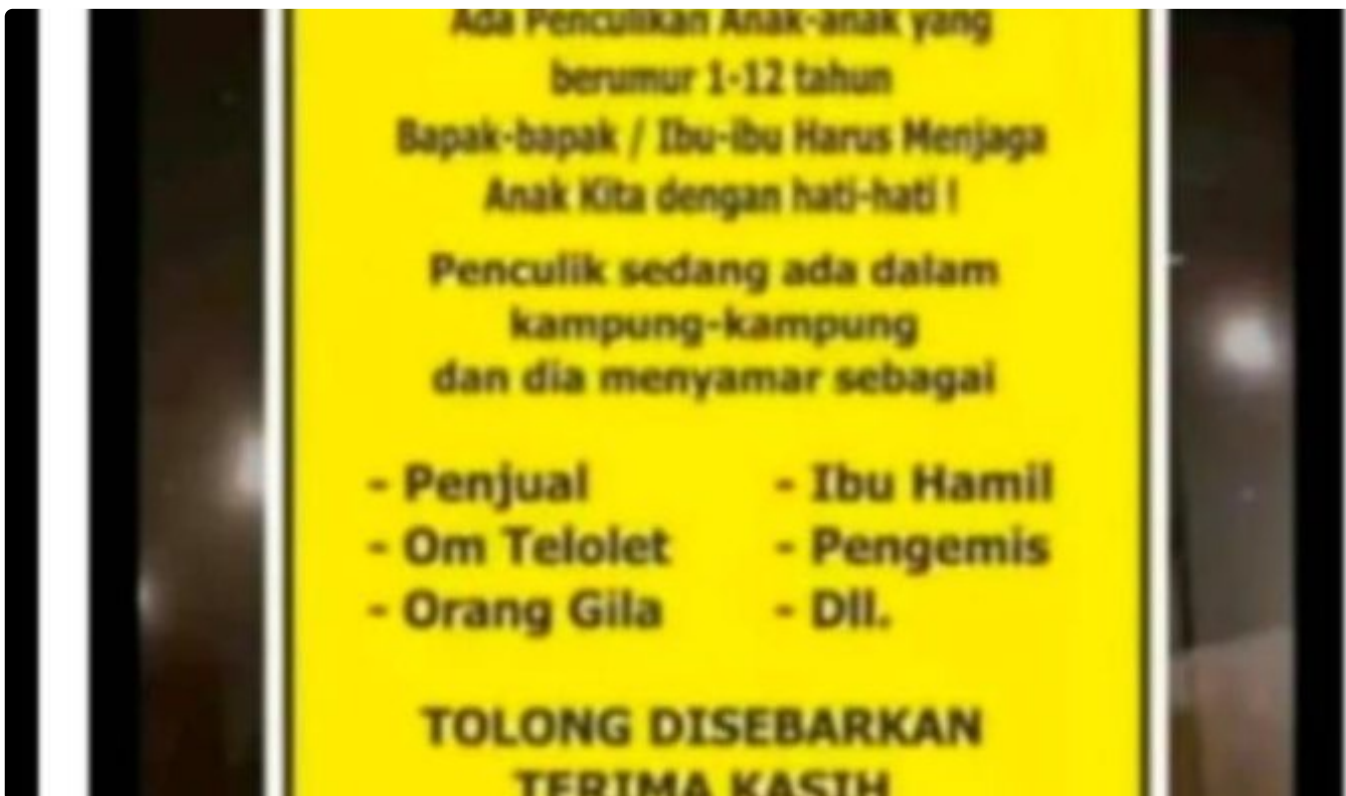 Ada Penculikan Anak-anak yang
berumur 1-12 tahun
Bapak-bapak / Ibu-ibu Harus Menjaga
Anak Kita dengan hati-hati !
Penculik sedang ada dalam
kampung-kampung
dan dia menyamar sebagai
- Penjual - Ibu Hamil
- Om Telolet - Pengemis
- Orang Gila - Dll.
TOLONG DISEBARKAN
TERIMA KASIH